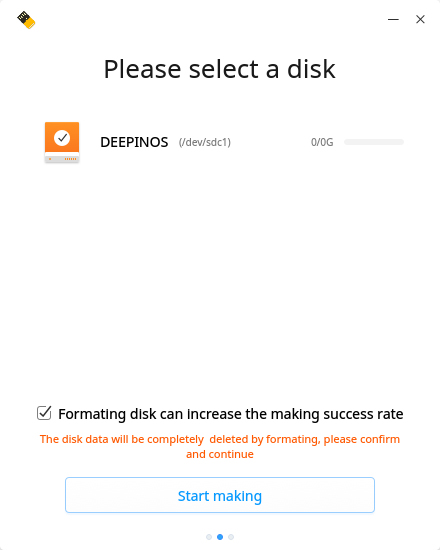 Please select a disk
DEEPINOS (/dev/sdc1) 0/0G
Formating disk can increase the making success rate
The disk data will be completely deleted by formating, please confirm
and continue
Start making